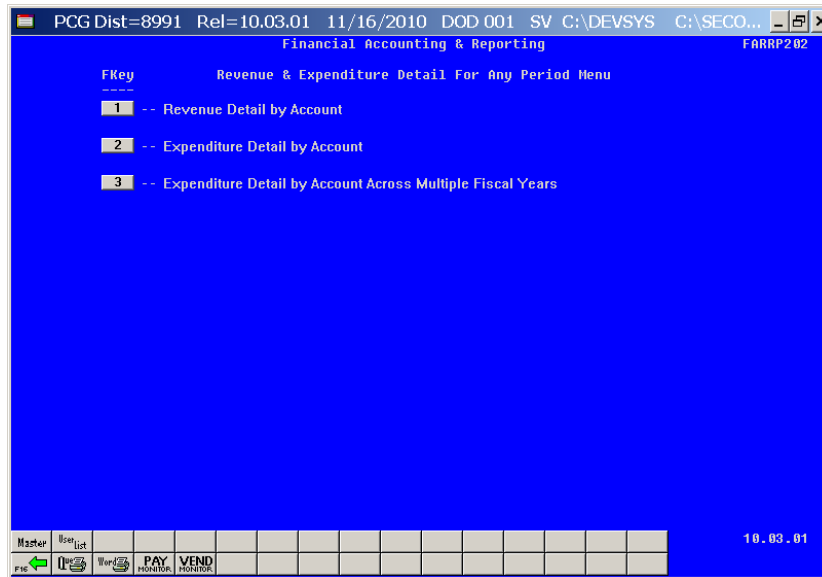 PCG Dist=8991 Rel=10.03.01 11/16/2010 DOD 001 SV C:\DEVSYS C:\SECO...
Financial Accounting & Reporting FARRP202
FKey Revenue & Expenditure Detail For Any Period Menu
----
1 -- Revenue Detail by Account
2 -- Expenditure Detail by Account
3 -- Expenditure Detail by Account Across Multiple Fiscal Years
Master User list 10.03.01
F16 Que Word PAY MONITOR VEND MONITOR